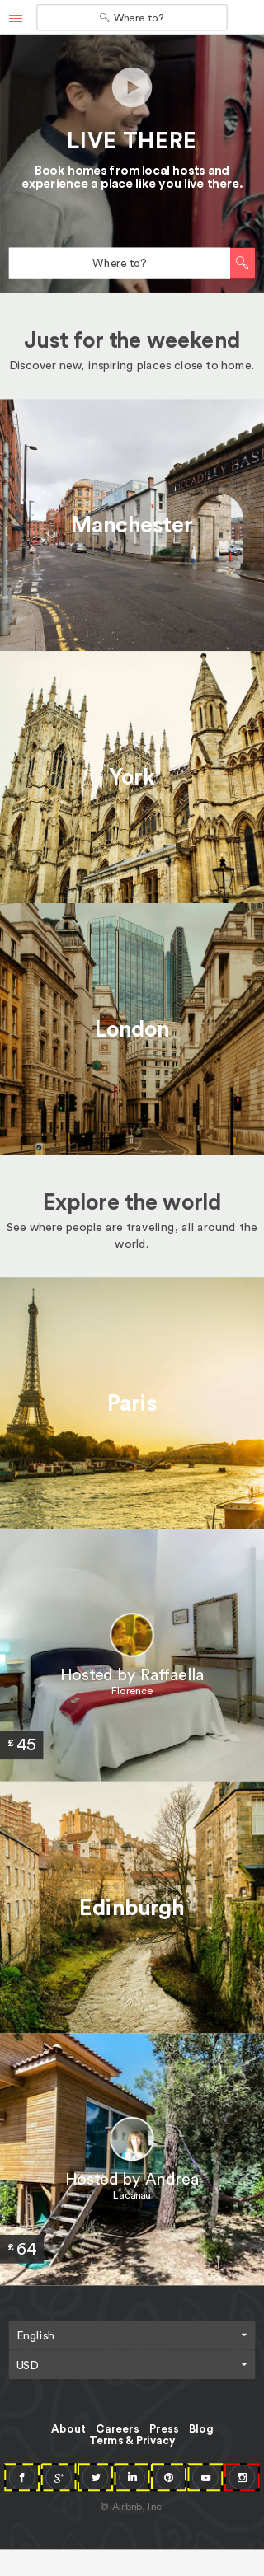 Where to?
LIVE THERE
Book homes from local hosts and
experience a place like you live there.
Where to?
Just for the weekend
Discover new, inspiring places close to home.
PICCADILLY BASI
Manchester
York
London
Explore the world
See where people are traveling, all around the
world.
Paris
Hosted by Raffaella
Florence
£ 45
Edinburgh
Hosted by Andrea
Lacanau
£ 64
English
USD
About Careers Press Blog
Terms & Privacy
© Airbnb, Inc.